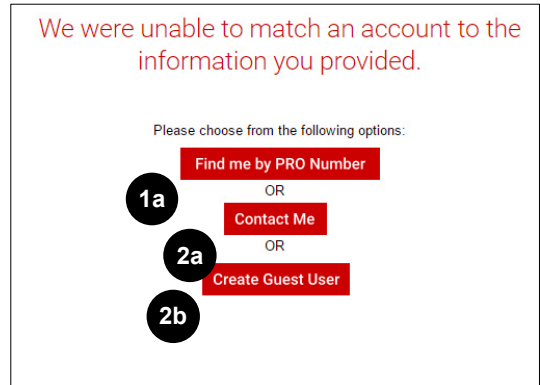 We were unable to match an account to the
information you provided.
Please choose from the following options:
Find me by PRO Number
OR
1a
Contact Me
OR
2a
Create Guest User
2b